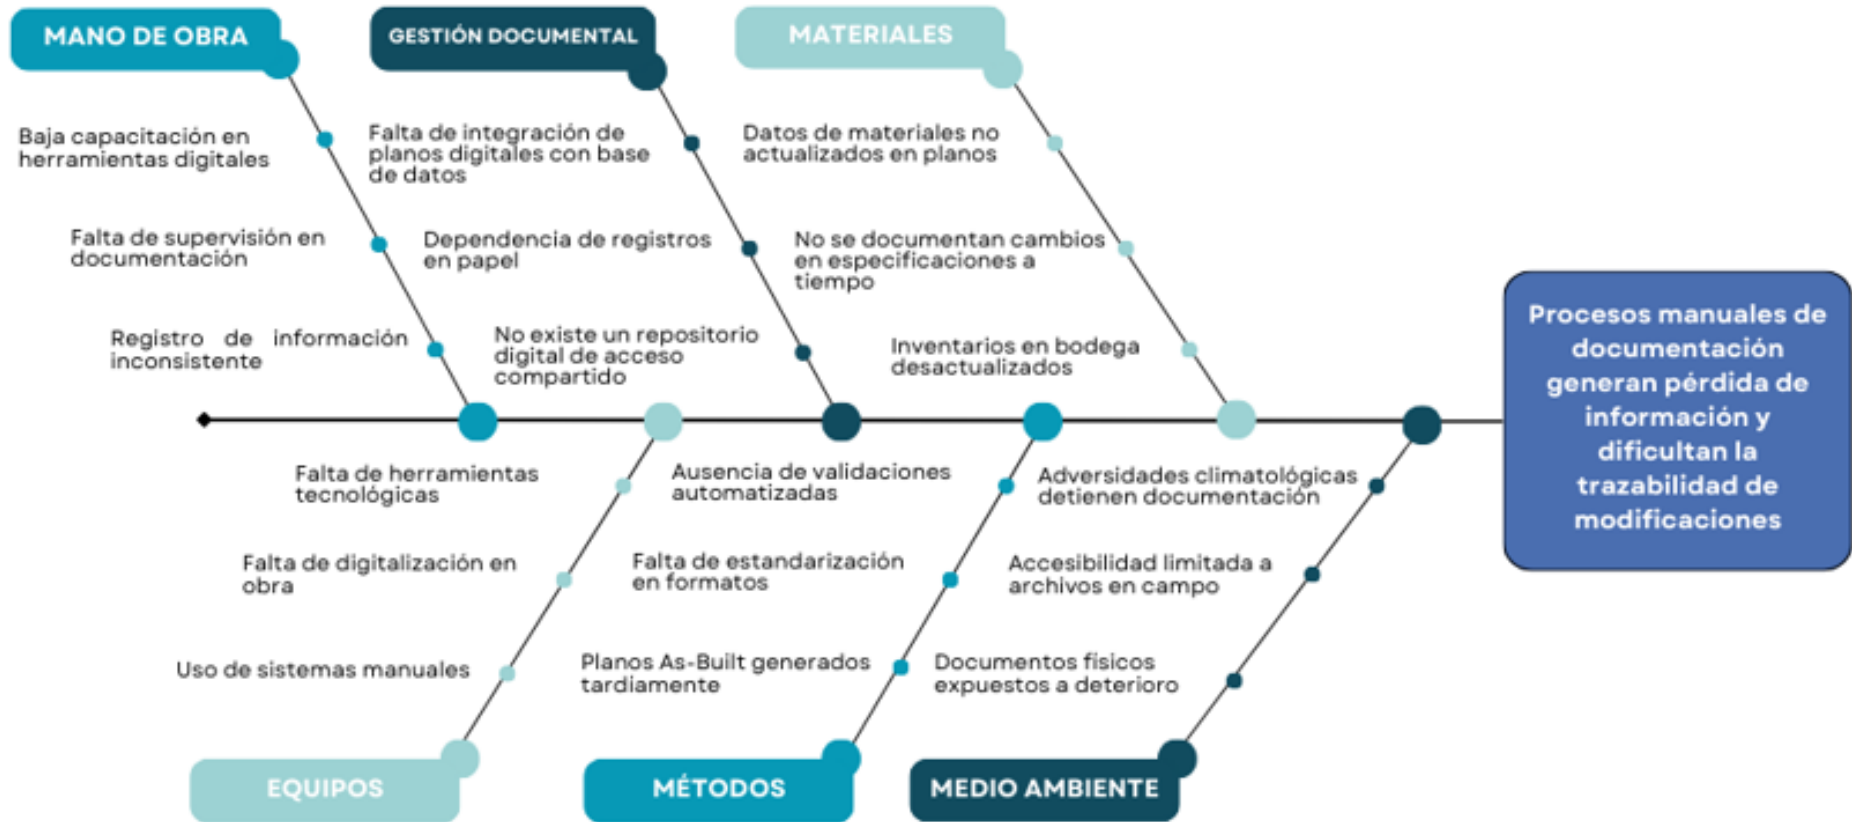 MANO DE OBRA
GESTIÓN DOCUMENTAL
MATERIALES
Baja capacitación en
herramientas digitales
Falta de integración de
planos digitales con base
de datos
Datos de materiales no
actualizados en planos
Falta de supervisión en
documentación
Dependencia de registros
en papel
No se documentan cambios
en especificaciones a
tiempo
Registro de información
inconsistente
No existe un repositorio
digital de acceso
compartido
Inventarios en bodega
desactualizados
Procesos manuales de
documentación
generan pérdida de
información y
dificultan la
trazabilidad de
modificaciones
Falta de herramientas
tecnológicas
Ausencia de validaciones
automatizadas
Adversidades climatológicas
detienen documentación
Falta de digitalización en
obra
Falta de estandarización
en formatos
Accesibilidad limitada a
archivos en campo
Uso de sistemas manuales
Planos As-Built generados
tardiamente
Documentos físicos
expuestos a deterioro
EQUIPOS
MÉTODOS
MEDIO AMBIENTE